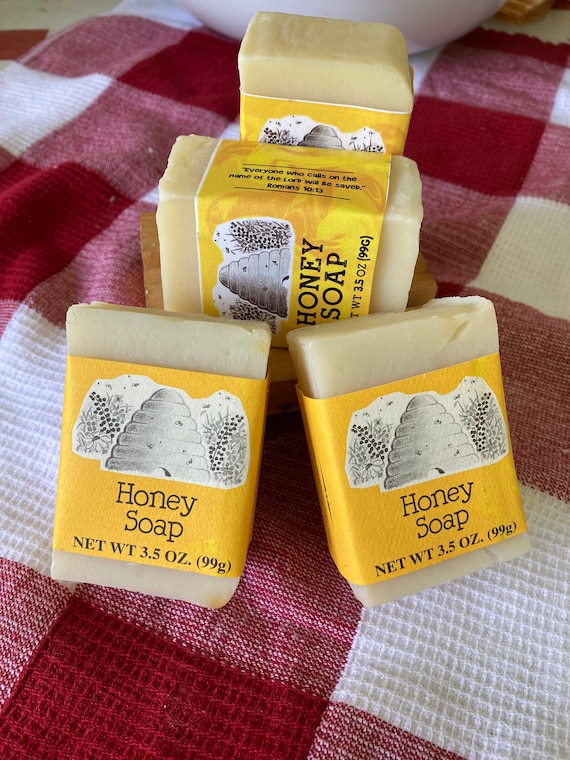 "Everyone who calls on the
name of the Lord will be saved."
Romans 10:13
HONEY
SOAP
WT 3.5 OZ (99G)
Honey
Soap
NET WT 3.5 OZ. (99g)
Honey
Soap
NET WT 3.5 OZ. (99g)